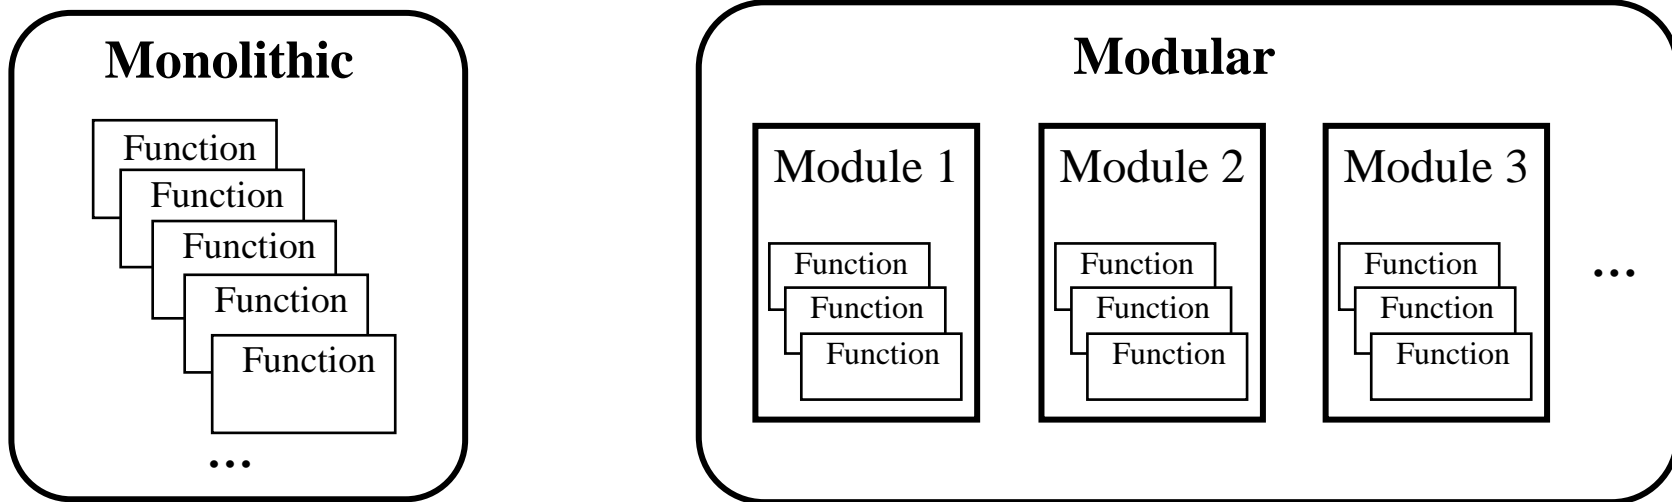 Monolithic
Function
Function
Function
Function
Function
...
Modular
Module 1
Function
Function
Function
Module 2
Function
Function
Function
Module 3
Function
Function
Function
...